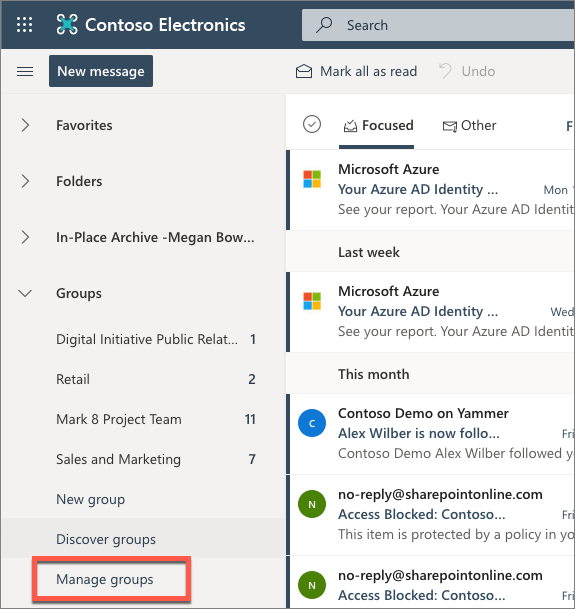 Contoso Electronics
Search
New message
Mark all as read
Undo
Favorites
Folders
In-Place Archive -Megan Bow...
Groups
Digital Initiative Public Relat... 1
Retail 2
Mark 8 Project Team 11
Sales and Marketing 7
New group
Discover groups
Manage groups
Focused
Other
F
Microsoft Azure
Your Azure AD Identity ... Mon
See your report. Your Azure AD Identit
Last week
Microsoft Azure
Your Azure AD Identity ... Wed
See your report. Your Azure AD Identit
This month
C
Contoso Demo on Yammer
Alex Wilber is now follo... Fri
Contoso Demo Alex Wilber followed y
N
no-reply@sharepointonline.com
Access Blocked: Contoso... Fri
This item is protected by a policy in yo
N
no-reply@sharepointonline.com
Access Blocked: Contoso... Fri